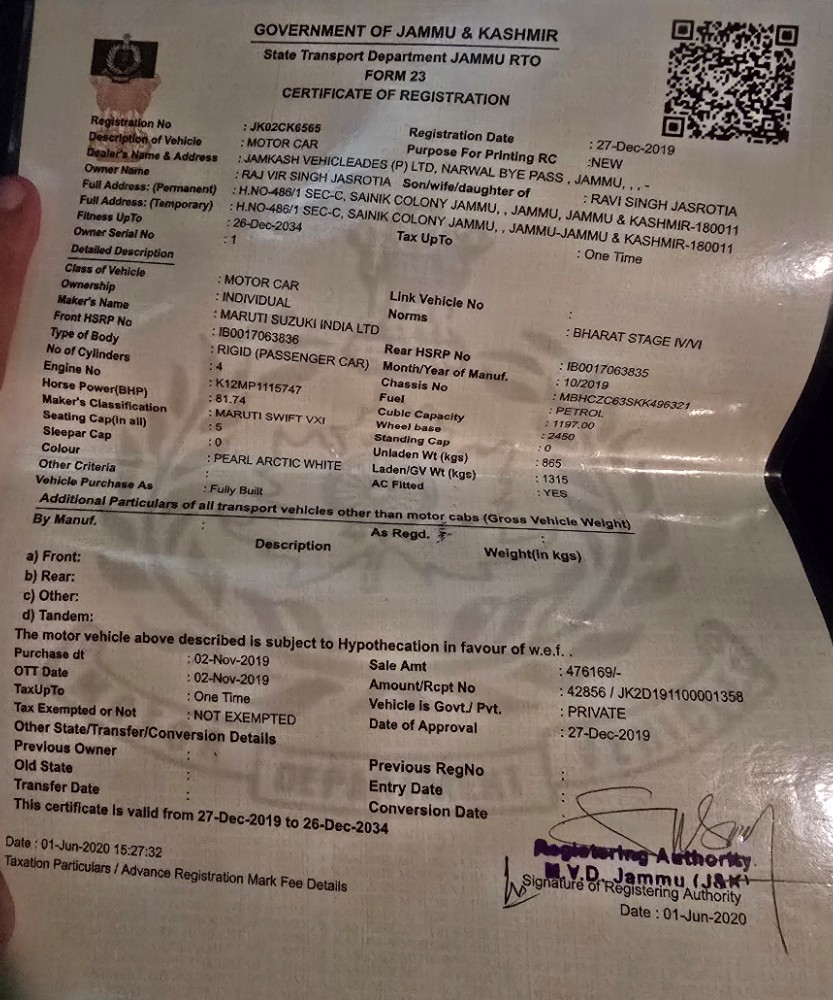 GOVERNMENT OF JAMMU & KASHMIR
State Transport Department JAMMU RTO
FORM 23
CERTIFICATE OF REGISTRATION
Registration No : JK02CK6565 Registration Date : 27-Dec-2019
Description of Vehicle : MOTOR CAR Purpose For Printing RC :NEW
Dealer's Name & Address : JAMKASH VEHICLEADES (P) LTD, NARWAL BYE PASS , JAMMU, , , -
Owner Name : RAJ VIR SINGH JASROTIA Son/wife/daughter of : RAVI SINGH JASROTIA
Full Address: (Permanent) : H.NO-486/1 SEC-C, SAINIK COLONY JAMMU, , JAMMU, JAMMU & KASHMIR-180011
Full Address: (Temporary) : H.NO-486/1 SEC-C, SAINIK COLONY JAMMU, , JAMMU-JAMMU & KASHMIR-180011
Fitness UpTo : 26-Dec-2034 Tax UpTo : One Time
Owner Serial No : 1
Detailed Description
Class of Vehicle : MOTOR CAR Link Vehicle No :
Ownership : INDIVIDUAL Norms : BHARAT STAGE IV/VI
Maker's Name : MARUTI SUZUKI INDIA LTD
Front HSRP No : IB0017063836 Rear HSRP No : IB0017063835
Type of Body : RIGID (PASSENGER CAR) Month/Year of Manuf. : 10/2019
No of Cylinders : 4 Chassis No : MBHCZC63SKK496321
Engine No : K12MP1115747 Fuel : PETROL
Horse Power(BHP) : 81.74 Cubic Capacity : 1197.00
Maker's Classification : MARUTI SWIFT VXI Wheel base : 2450
Seating Cap(in all) : 5 Standing Cap : 0
Sleepar Cap : 0 Unladen Wt (kgs) : 865
Colour : PEARL ARCTIC WHITE Laden/GV Wt (kgs) : 1315
Other Criteria : AC Fitted : YES
Vehicle Purchase As : Fully Built
Additional Particulars of all transport vehicles other than motor cabs (Gross Vehicle Weight)
By Manuf. : As Regd. :
Description Weight(in kgs)
a) Front:
b) Rear:
c) Other:
d) Tandem:
The motor vehicle above described is subject to Hypothecation in favour of w.e.f. .
Purchase dt : 02-Nov-2019 Sale Amt : 476169/-
OTT Date : 02-Nov-2019 Amount/Rcpt No : 42856 / JK2D191100001358
TaxUpTo : One Time Vehicle is Govt./ Pvt. : PRIVATE
Tax Exempted or Not : NOT EXEMPTED Date of Approval : 27-Dec-2019
Other State/Transfer/Conversion Details
Previous Owner : Previous RegNo :
Old State : Entry Date :
Transfer Date : Conversion Date :
This certificate is valid from 27-Dec-2019 to 26-Dec-2034
Date : 01-Jun-2020 15:27:32
Taxation Particulars / Advance Registration Mark Fee Details
Registering Authority
M.V.D. Jammu (J&K)
Signature of Registering Authority
Date : 01-Jun-2020